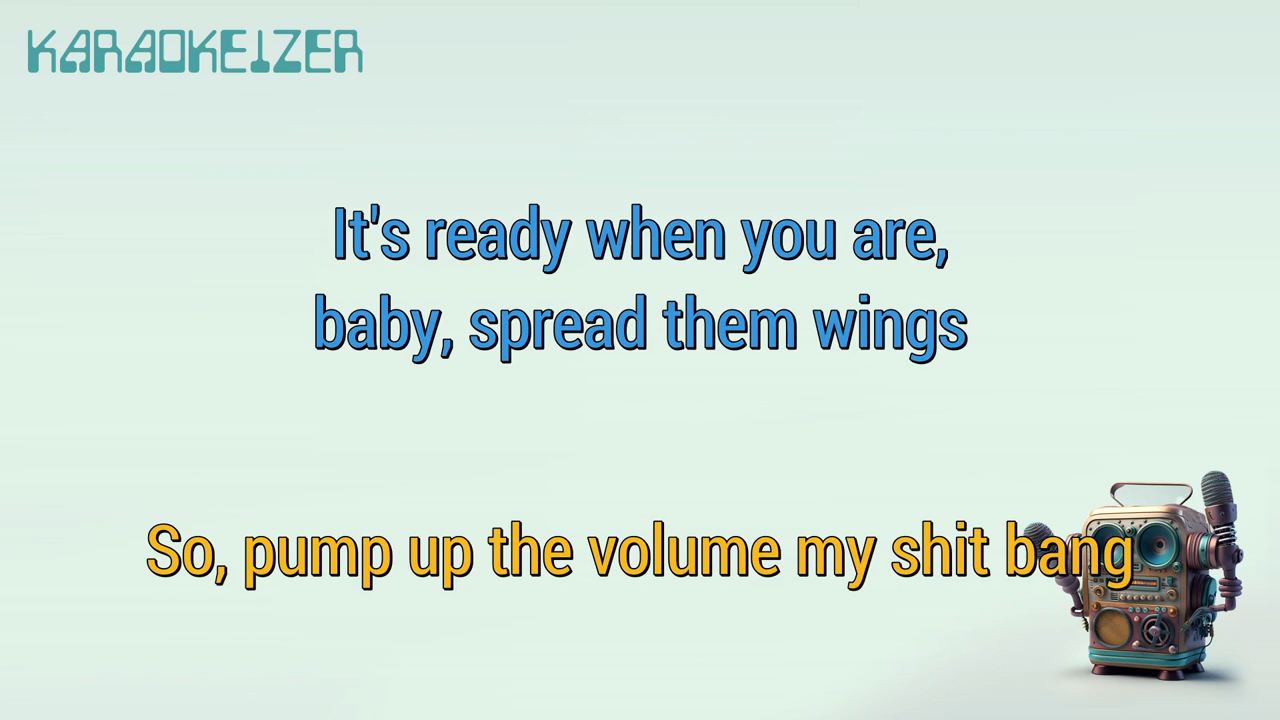 KARAOKEIZER
It's ready when you are,
baby, spread them wings
So, pump up the volume my shit bang